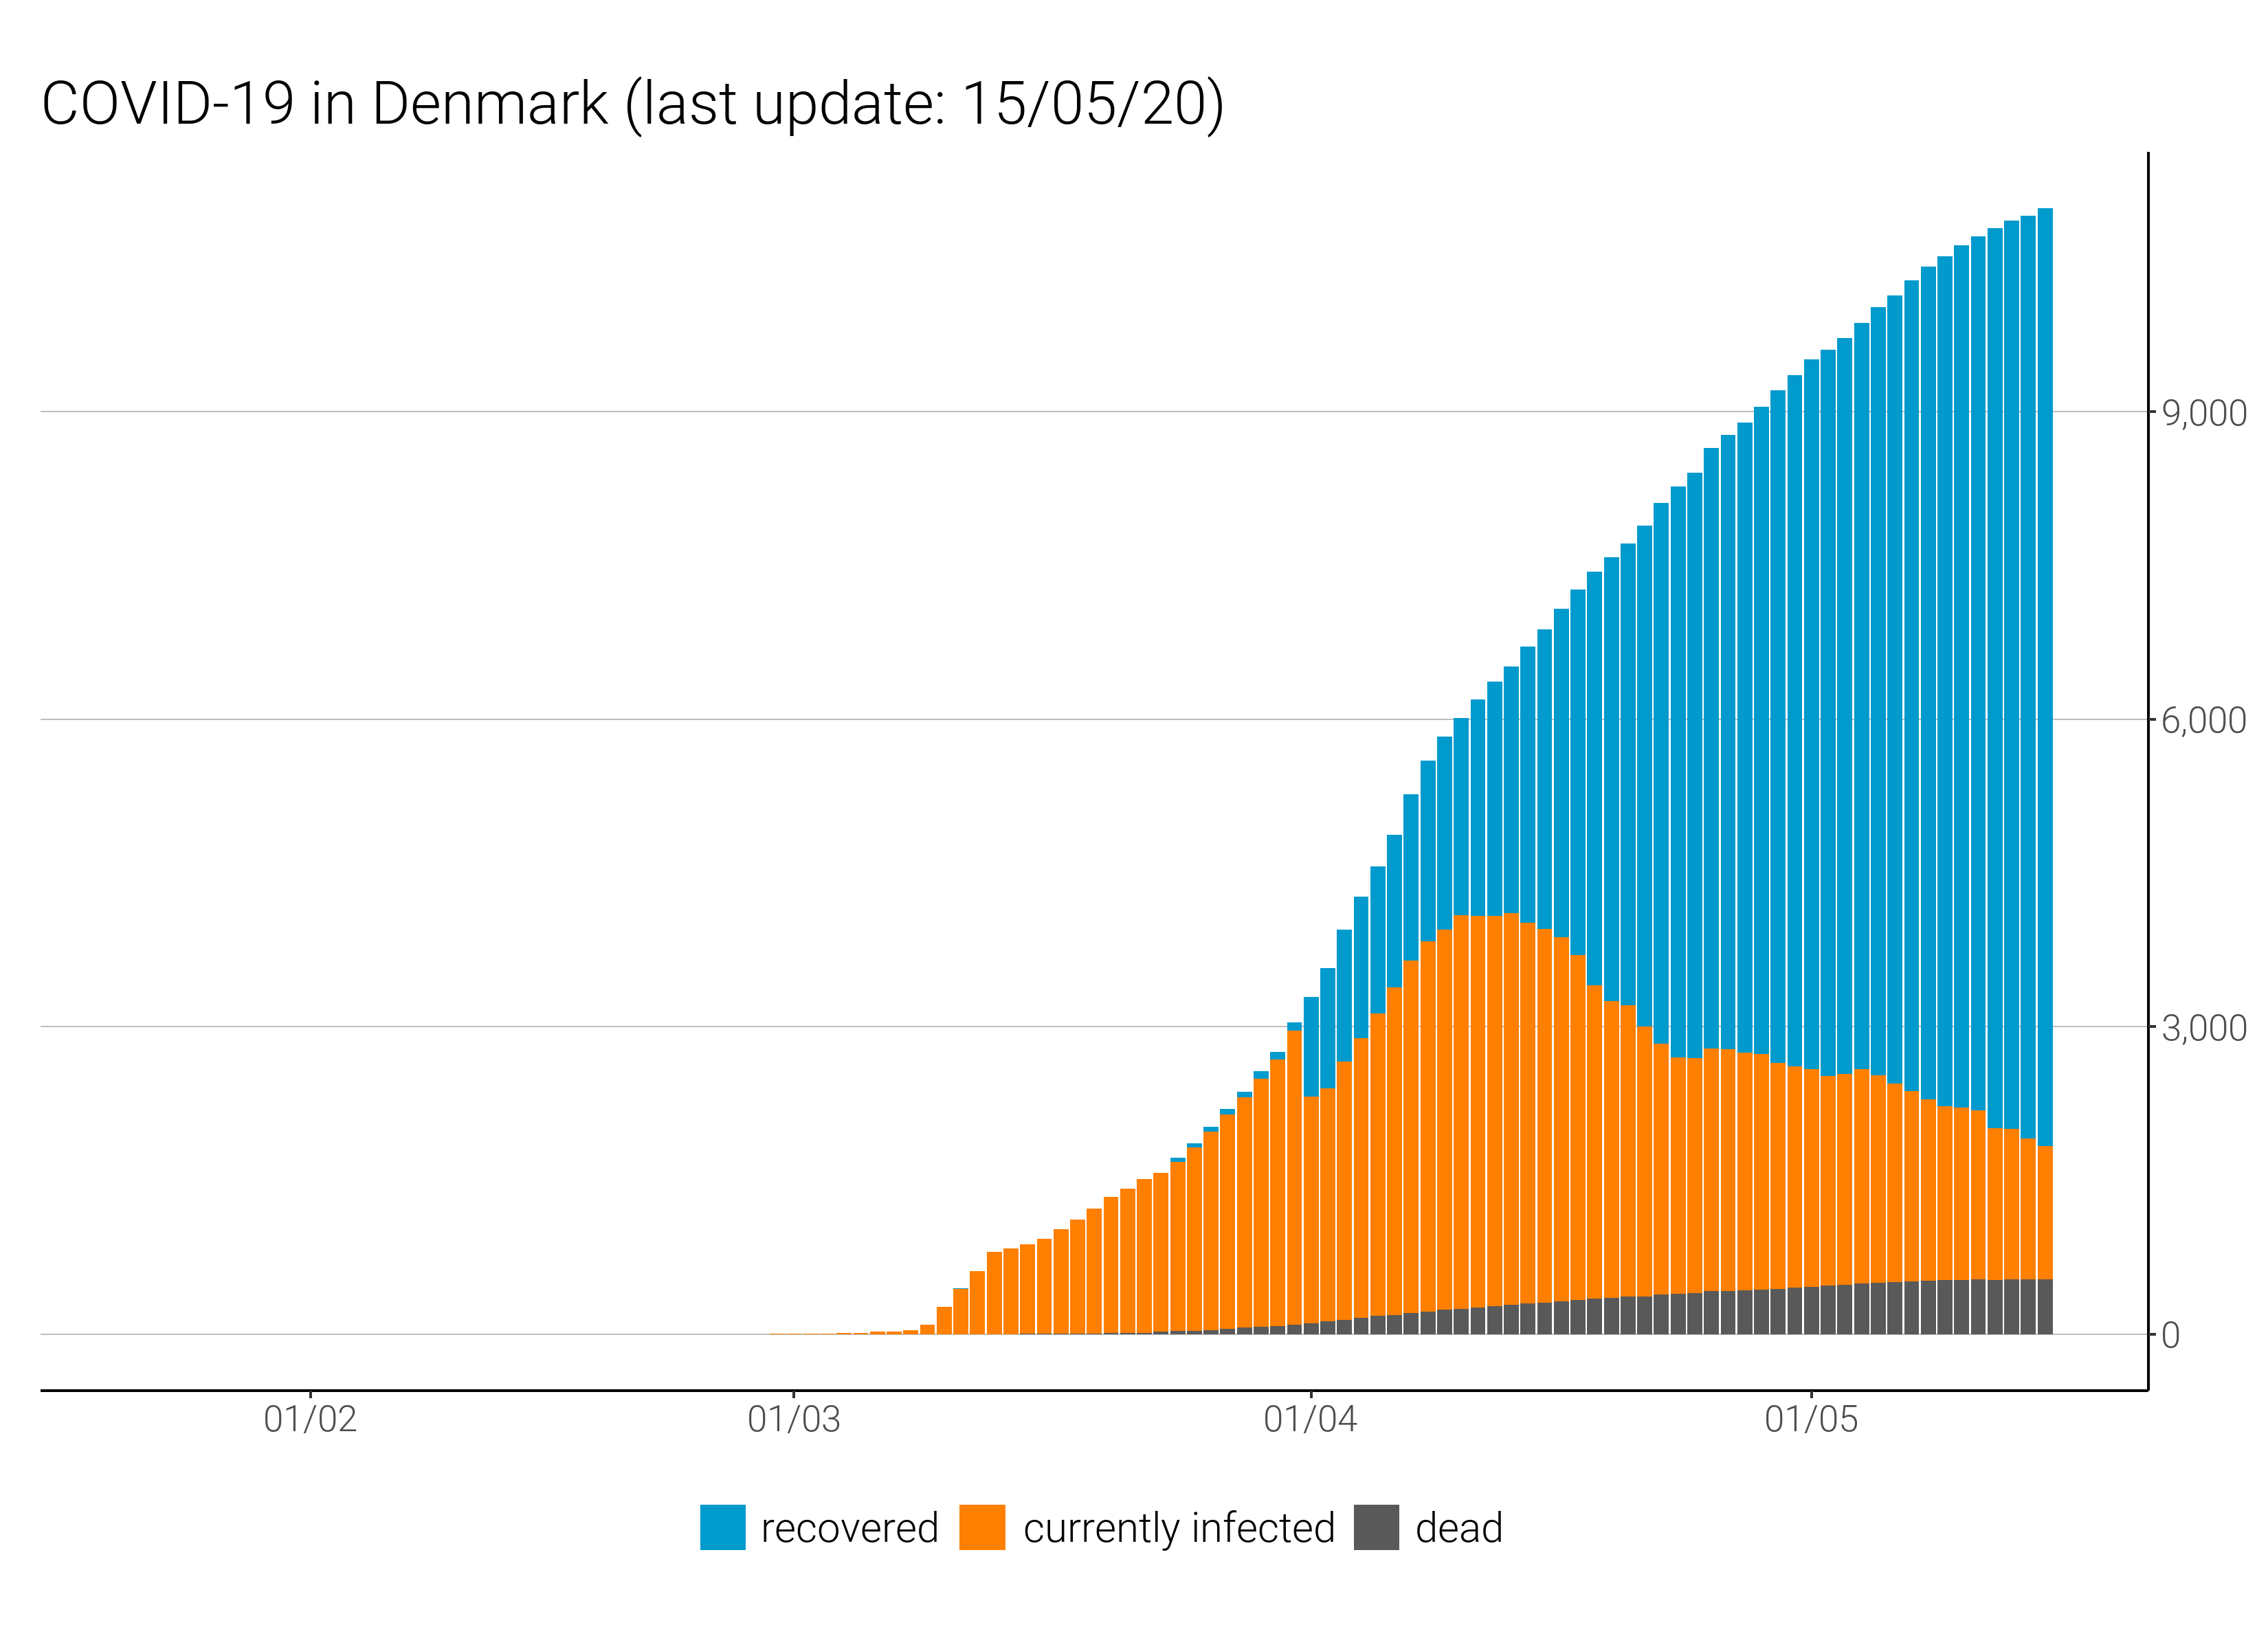 COVID-19 in Denmark (last update: 15/05/20)
9,000
6,000
3,000
0
01/02 01/03 01/04 01/05
recovered currently infected dead